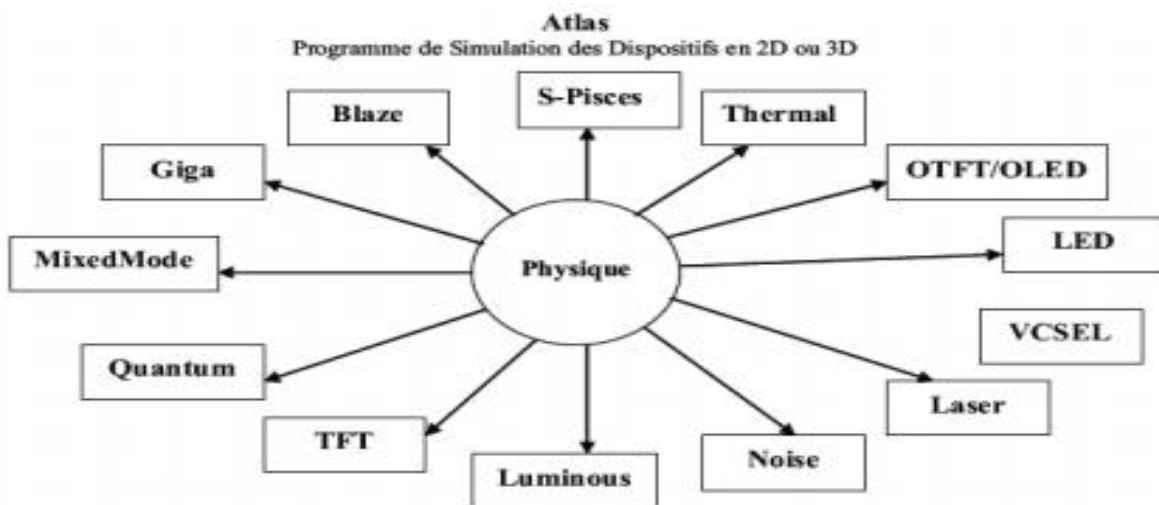 Atlas
Programme de Simulation des Dispositifs en 2D ou 3D
S-Pisces
Blaze
Thermal
Giga
OTFT/OLED
MixedMode
Physique
LED
VCSEL
Quantum
Laser
TFT
Noise
Luminous